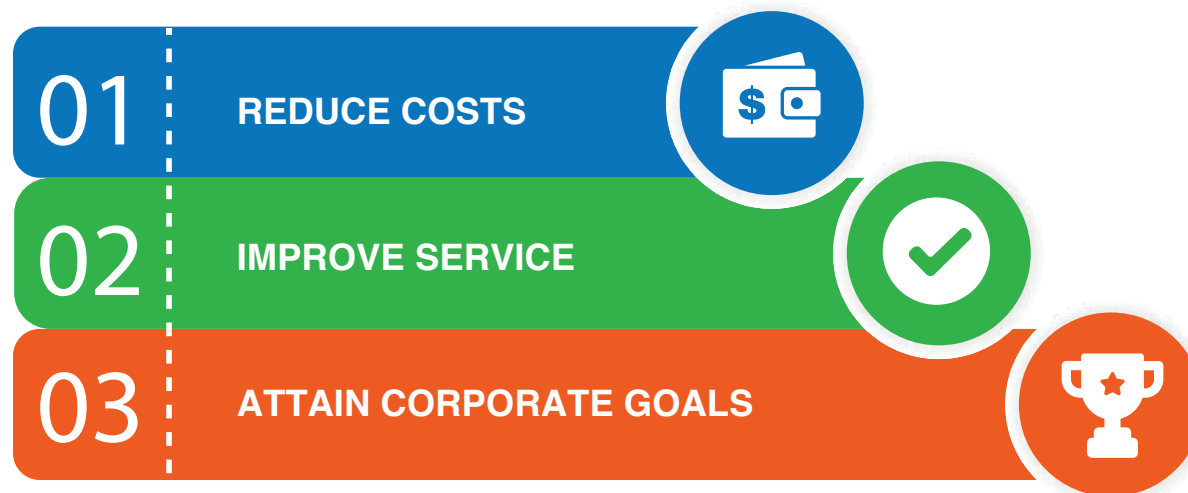 01 REDUCE COSTS
$
02 IMPROVE SERVICE
03 ATTAIN CORPORATE GOALS